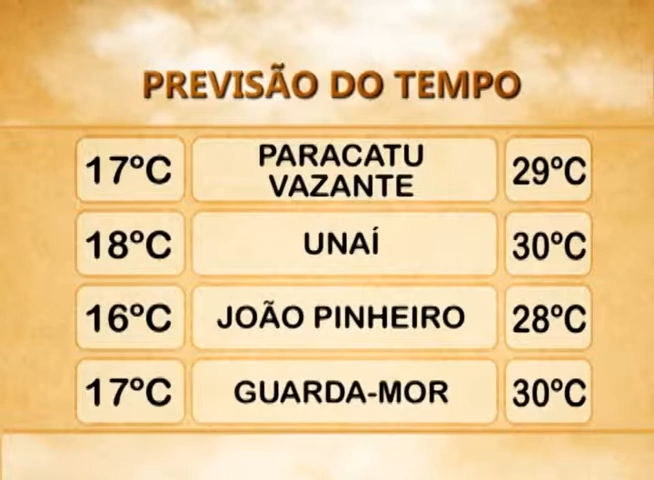 PREVISÃO DO TEMPO
17ºC PARACATU VAZANTE 29ºC
18ºC UNAÍ 30ºC
16ºC JOÃO PINHEIRO 28ºC
17ºC GUARDA-MOR 30ºC